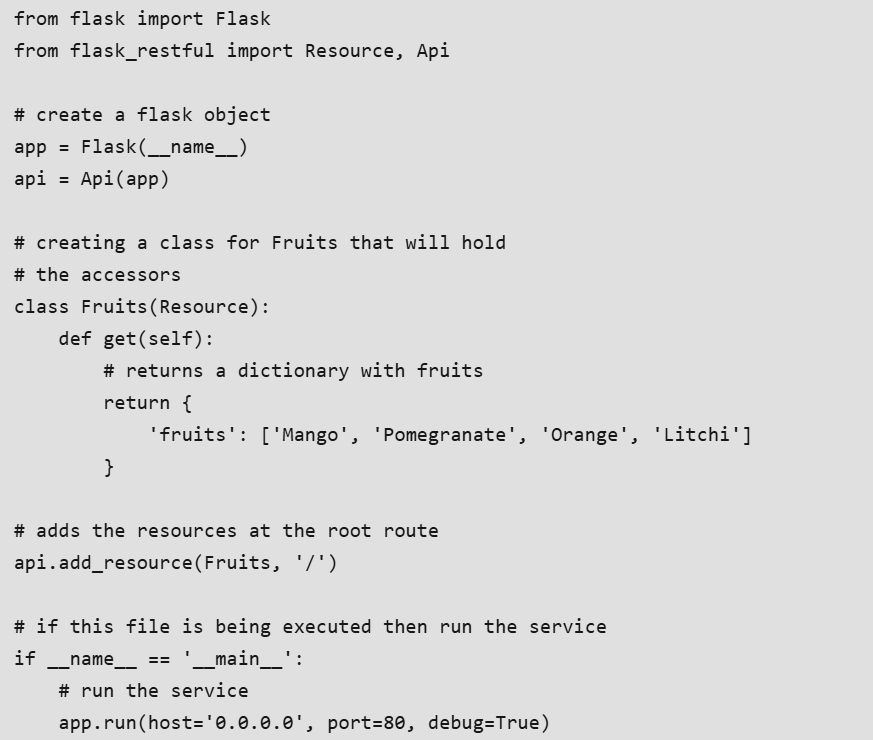 from flask import Flask
from flask_restful import Resource, Api

# create a flask object
app = Flask(__name__)
api = Api(app)

# creating a class for Fruits that will hold
# the accessors
class Fruits(Resource):
    def get(self):
        # returns a dictionary with fruits
        return {
            'fruits': ['Mango', 'Pomegranate', 'Orange', 'Litchi']
        }

# adds the resources at the root route
api.add_resource(Fruits, '/')

# if this file is being executed then run the service
if __name__ == '__main__':
    # run the service
    app.run(host='0.0.0.0', port=80, debug=True)